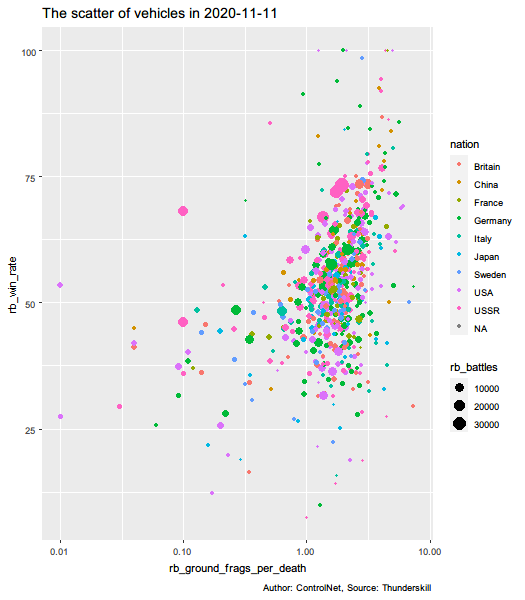 The scatter of vehicles in 2020-11-11
rb_win_rate
100
75
50
25
0.01
0.10
1.00
10.00
rb_ground_frags_per_death
nation
Britain
China
France
Germany
Italy
Japan
Sweden
USA
USSR
NA
rb_battles
10000
20000
30000
Author: ControlNet, Source: Thunderskill